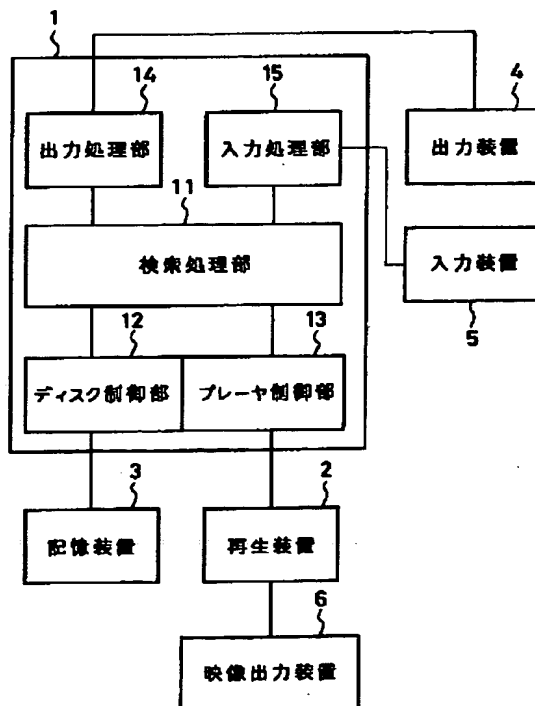 1
14
15
4
出力処理部
入力処理部
出力装置
11
検索処理部
入力装置
5
12
13
ディスク制御部
プレーヤ制御部
3
2
記憶装置
再生装置
6
映像出力装置